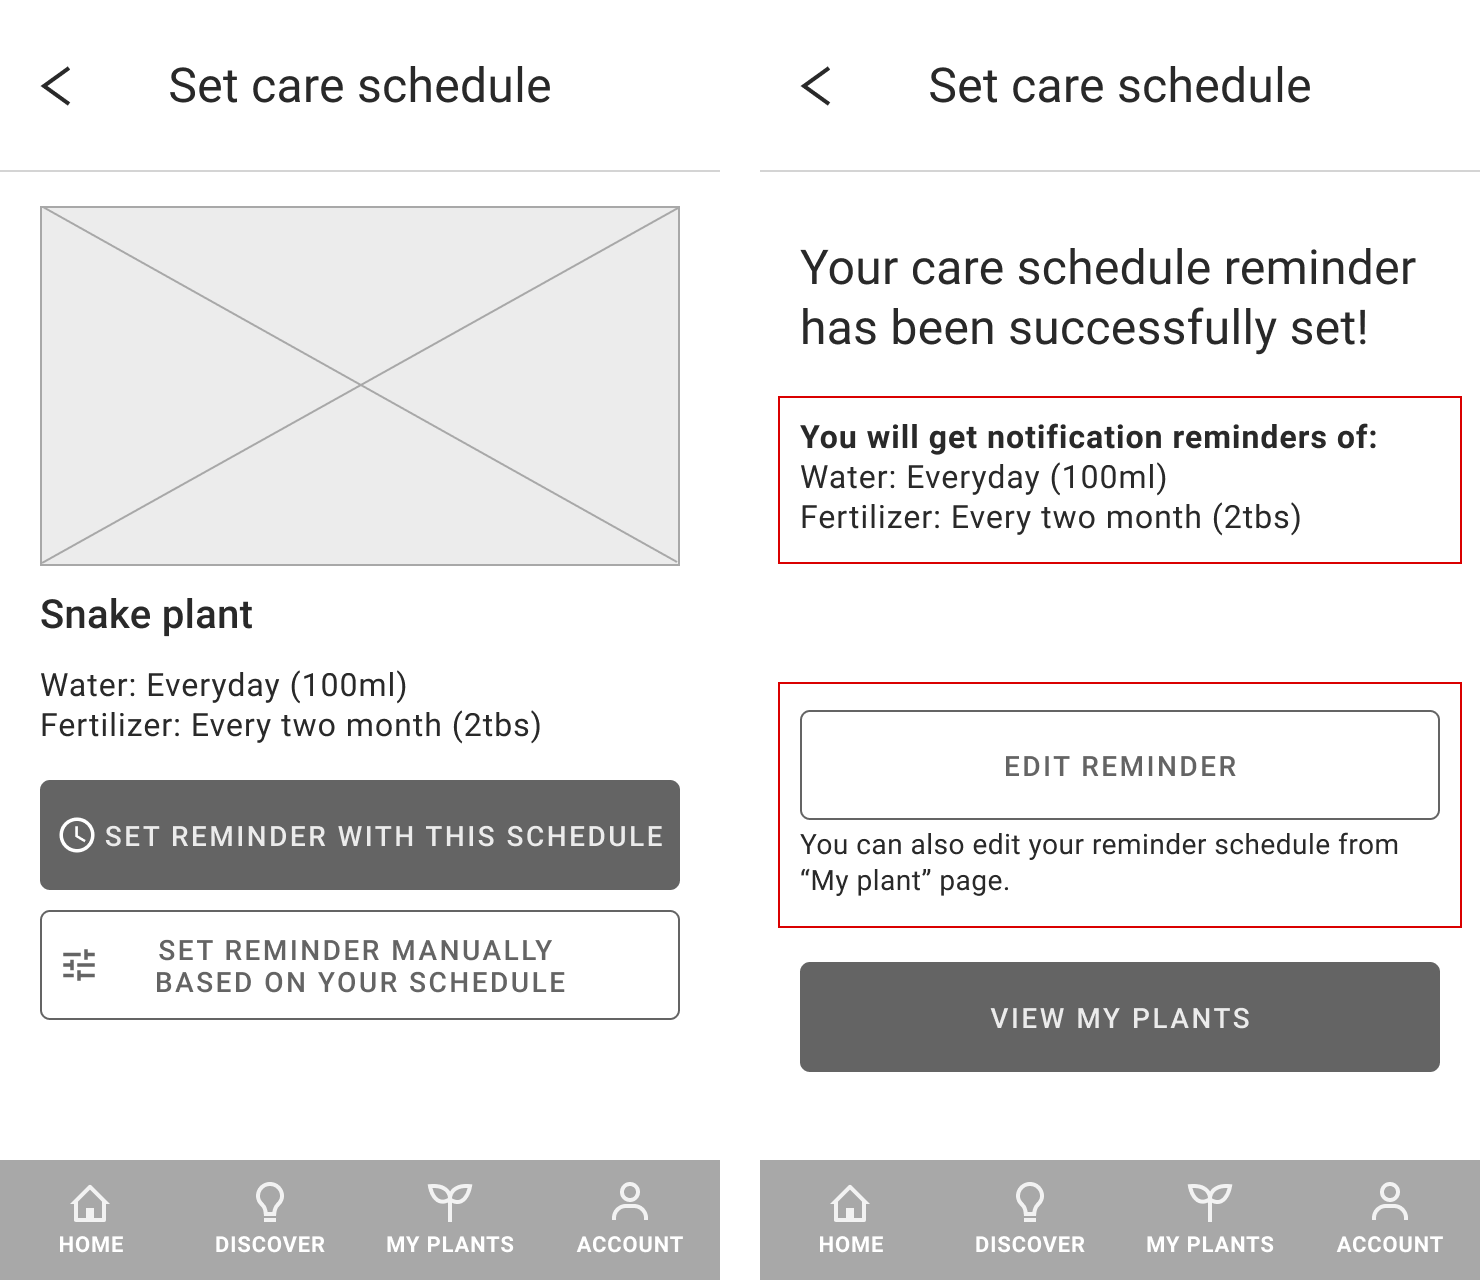 Set care schedule
Snake plant
Water: Everyday (100ml)
Fertilizer: Every two month (2tbs)
SET REMINDER WITH THIS SCHEDULE
SET REMINDER MANUALLY
BASED ON YOUR SCHEDULE
HOME
DISCOVER
MY PLANTS
ACCOUNT
Set care schedule
Your care schedule reminder
has been successfully set!
You will get notification reminders of:
Water: Everyday (100ml)
Fertilizer: Every two month (2tbs)
EDIT REMINDER
You can also edit your reminder schedule from
“My plant” page.
VIEW MY PLANTS
HOME
DISCOVER
MY PLANTS
ACCOUNT